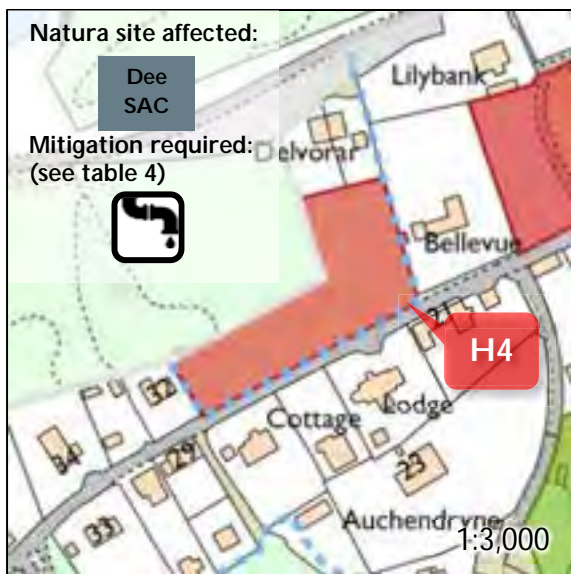 Natura site affected:
Dee
SAC
Mitigation required:
(see table 4)
Lilybank
Delvorar
Bellevue
21
H4
32
Cottage
Lodge
34
29
23
33
Auchendryne
1:3,000